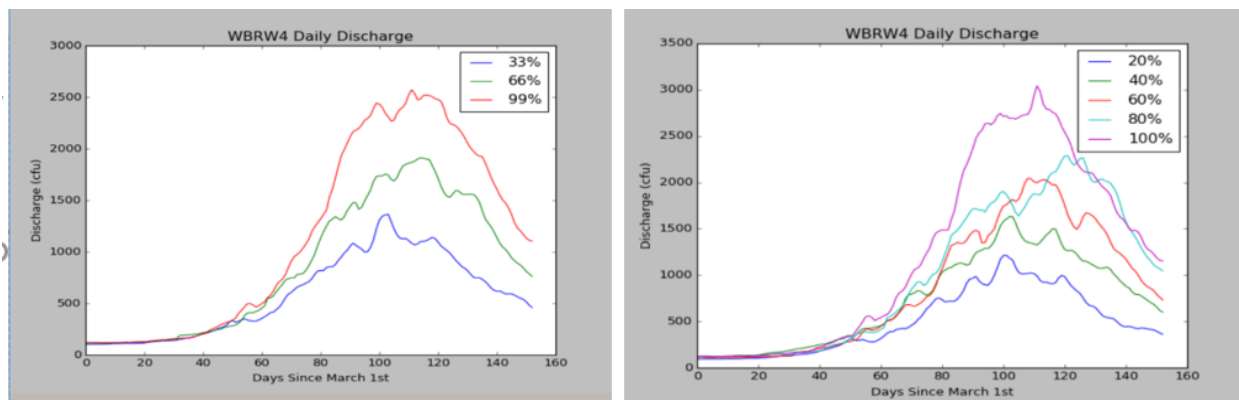 WBRW4 Daily Discharge
3000
2500
2000
1500
1000
500
0
Discharge (cfu)
33%
66%
99%
0 20 40 60 80 100 120 140 160
Days Since March 1st
WBRW4 Daily Discharge
3500
3000
2500
2000
1500
1000
500
0
Discharge (cfu)
20%
40%
60%
80%
100%
0 20 40 60 80 100 120 140 160
Days Since March 1st